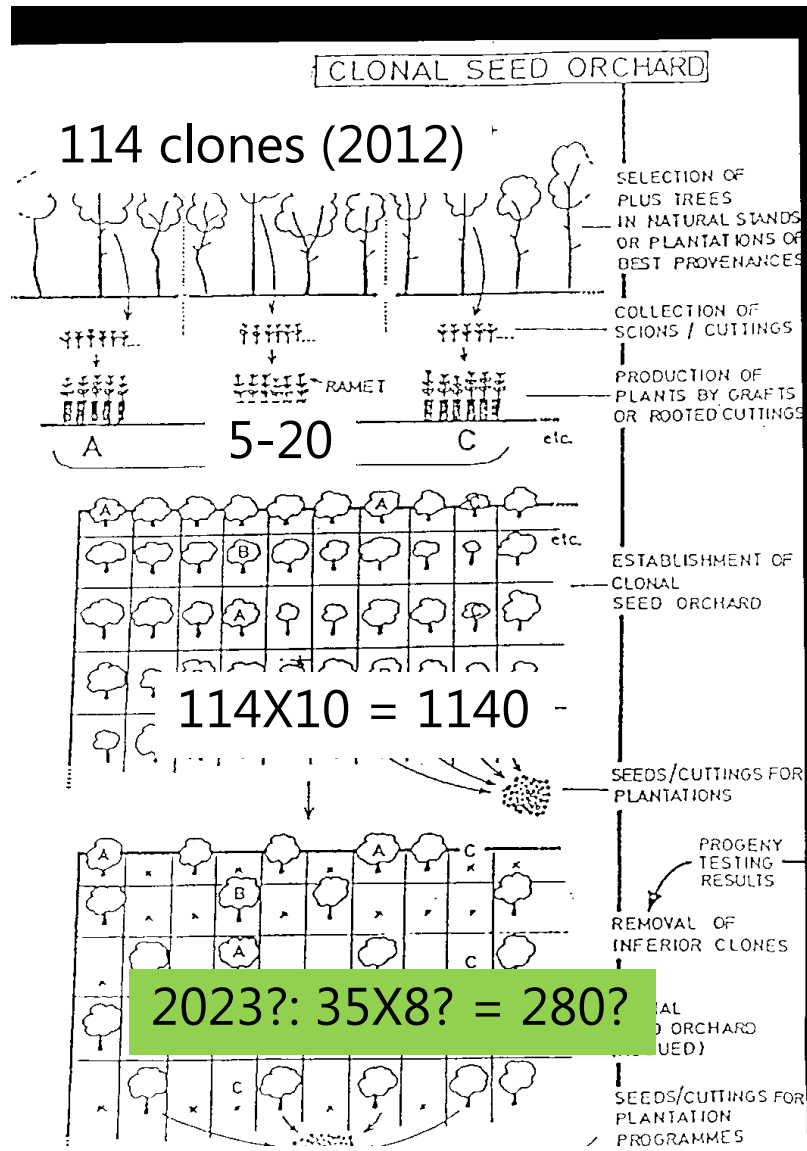 CLONAL SEED ORCHARD
114 clones (2012)
SELECTION OF
PLUS TREES
IN NATURAL STANDS
OR PLANTATIONS OF
BEST PROVENANCES
COLLECTION OF
SCIONS / CUTTINGS
RAMET
PRODUCTION OF
PLANTS BY GRAFTS
OR ROOTED CUTTINGS
A
5-20
C
etc.
A
A
C
etc.
B
A
ESTABLISHMENT OF
CLONAL
SEED ORCHARD
114X10 = 1140
SEEDS/CUTTINGS FOR
PLANTATIONS
PROGENY
TESTING
RESULTS
A
A
C
B
REMOVAL OF
INFERIOR CLONES
A
C
2023?: 35X8? = 280?
ORCHARD
C
SEEDS/CUTTINGS FOR
PLANTATION
PROGRAMMES